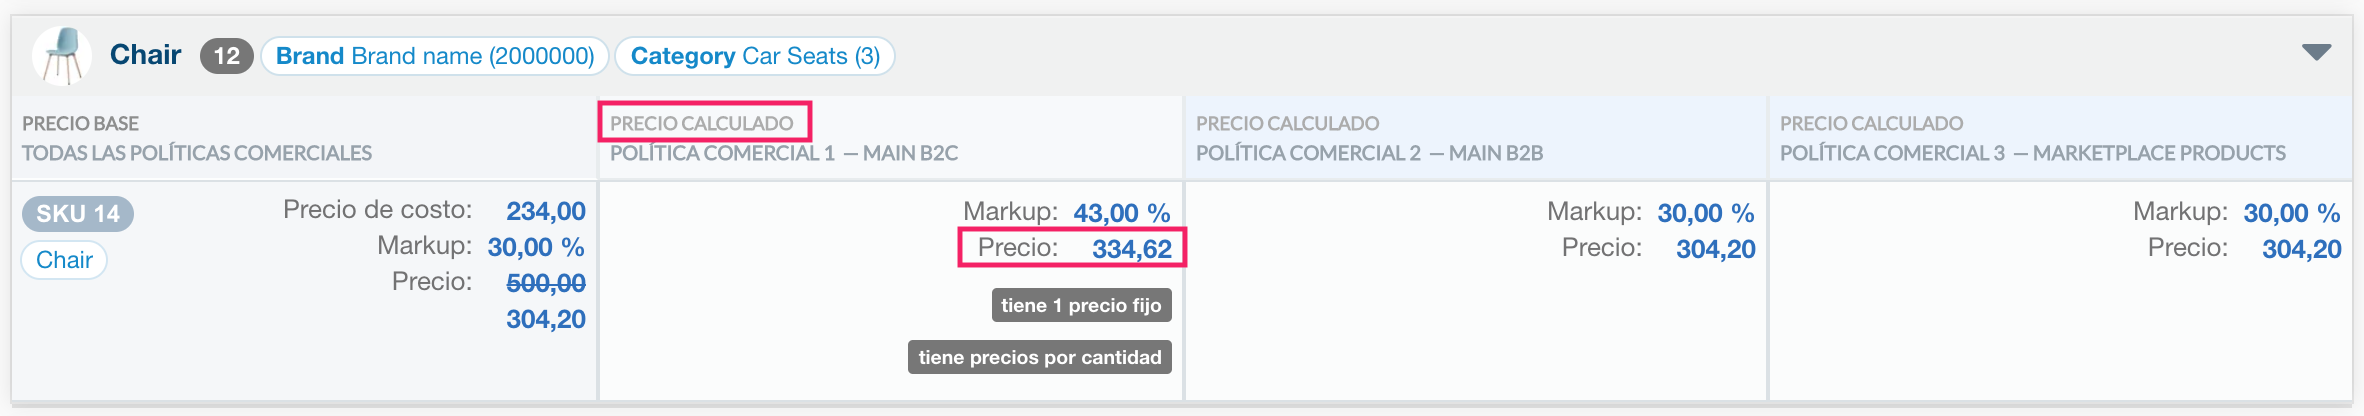 Chair 12 Brand Brand name (2000000) Category Car Seats (3)
PRECIO BASE
TODAS LAS POLÍTICAS COMERCIALES
PRECIO CALCULADO
POLÍTICA COMERCIAL 1 — MAIN B2C
PRECIO CALCULADO
POLÍTICA COMERCIAL 2 — MAIN B2B
PRECIO CALCULADO
POLÍTICA COMERCIAL 3 — MARKETPLACE PRODUCTS
SKU 14
Chair
Precio de costo: 234,00
Markup: 30,00 %
Precio: 500,00
304,20
Markup: 43,00 %
Precio: 334,62
tiene 1 precio fijo
tiene precios por cantidad
Markup: 30,00 %
Precio: 304,20
Markup: 30,00 %
Precio: 304,20